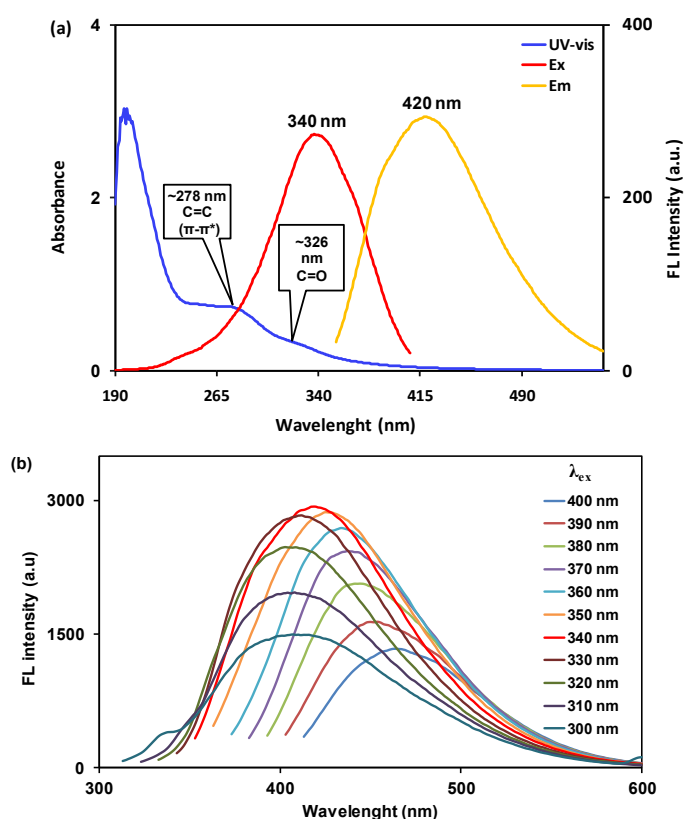 (a)
4
2
0
Absorbance
400
200
0
FL Intensity (a.u.)
UV-vis
Ex
Em
340 nm
420 nm
~278 nm
C=C
(π-π*)
~326
nm
C=O
190 265 340 415 490
Wavelenght (nm)
(b)
3000
1500
0
FL intensity (a.u)
λex
400 nm
390 nm
380 nm
370 nm
360 nm
350 nm
340 nm
330 nm
320 nm
310 nm
300 nm
300 400 500 600
Wavelenght (nm)